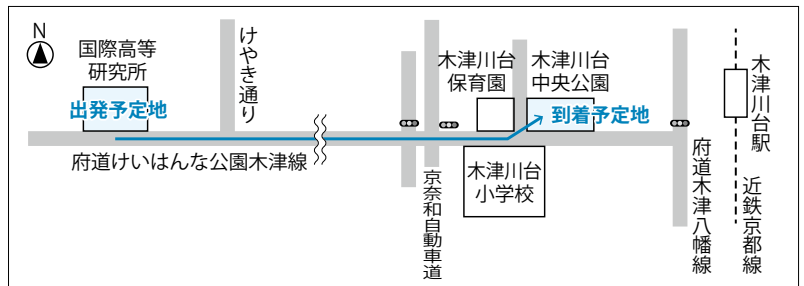 N
国際高等
研究所
出発予定地
けやき通り
府道けいはんな公園木津線
京奈和自動車道
木津川台
保育園
木津川台
中央公園
到着予定地
木津川台
小学校
府道木津八幡線
木津川台駅
近鉄京都線